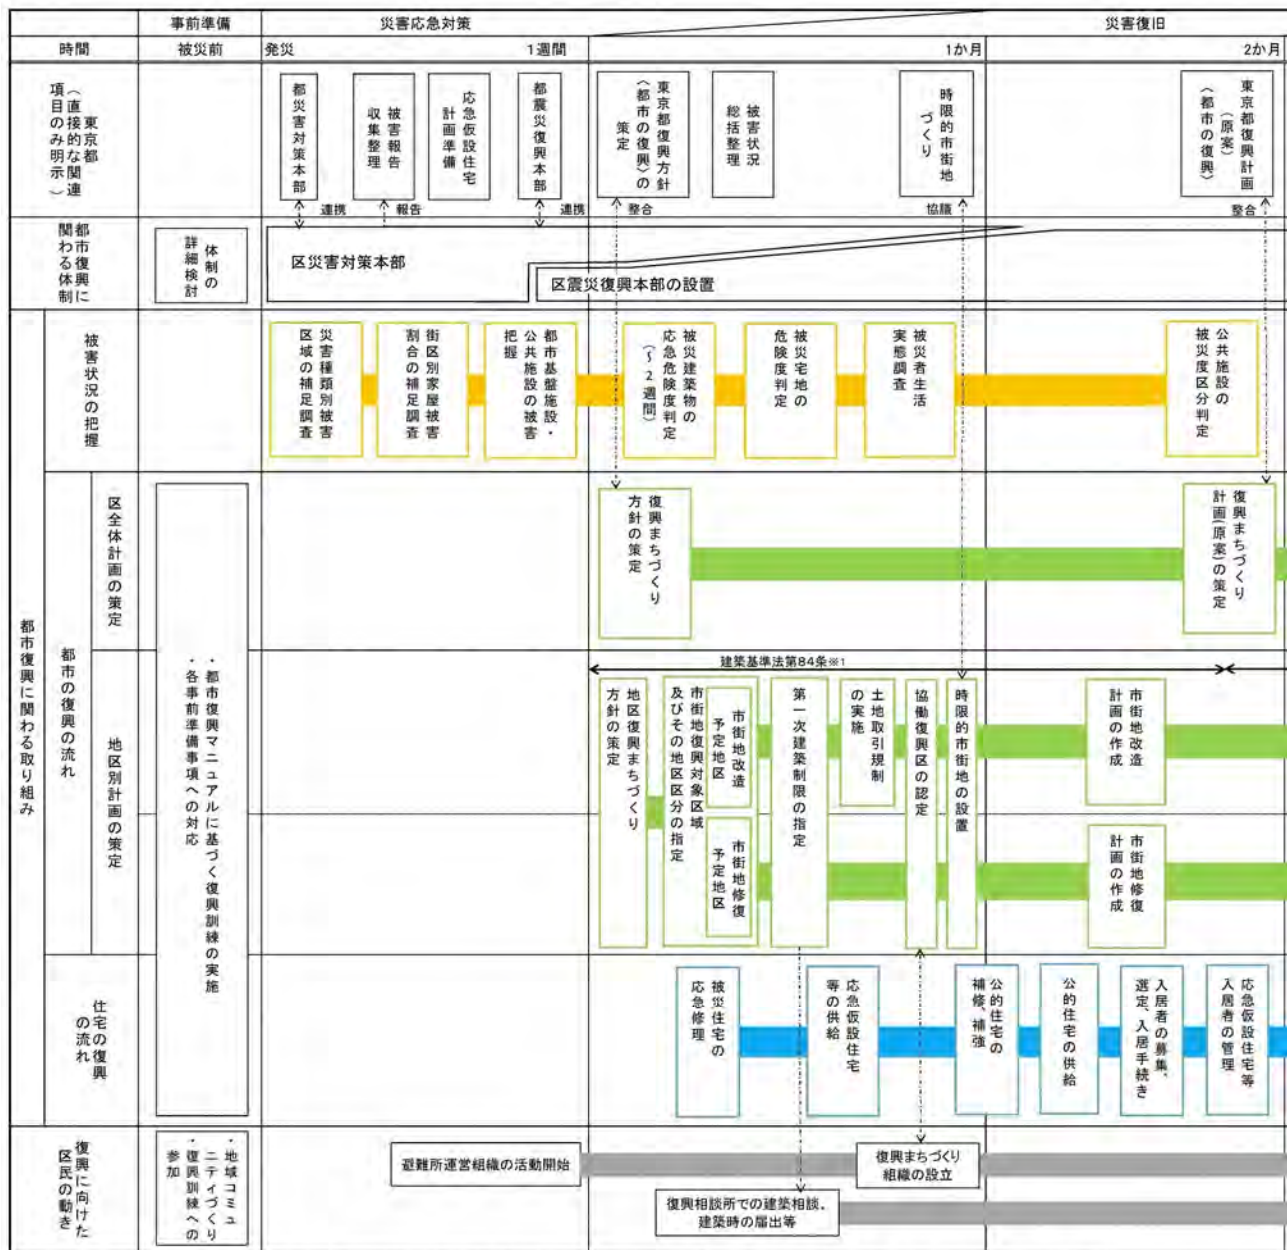 事前準備
災害応急対策
災害復旧
時間
被災前
発災
1週間
1か月
2か月
東京都
(直接的な関連
項目のみ明示)
都災害対策本部
被害報告
収集整理
応急仮設住宅
計画準備
都震災復興本部
東京都復興方針
〈都市の復興〉の
策定
被害状況
総括整理
時限的市街地
づくり
東京都復興計画
(原案)
〈都市の復興〉
連携
報告
連携
整合
協議
整合
都市復興に
関わる体制
体制の
詳細検討
区災害対策本部
区震災復興本部の設置
都市復興に関わる取り組み
被害状況の把握
災害種類別被害
区域の補足調査
街区別家屋被害
割合の補足調査
都市基盤施設・
公共施設の被害
把握
被災建築物の
応急危険度判定
(～2週間)
被災宅地の
危険度判定
被災者生活
実態調査
公共施設の
被災度区分判定
都市の復興の流れ
区全体計画の策定
・都市復興マニュアルに基づく復興訓練の実施
・各事前準備事項への対応
復興まちづくり
方針の策定
復興まちづくり
計画(原案)の策定
地区別計画の策定
建築基準法第84条※1
地区復興まちづくり
方針の策定
市街地復興対象区域
及びその地区区分の指定
市街地改造
予定地区
市街地修復
予定地区
第一次建築制限の指定
土地取引規制
の実施
協働復興区の認定
時限的市街地の設置
市街地改造
計画の作成
市街地修復
計画の作成
住宅の復興
の流れ
被災住宅の
応急修理
応急仮設住宅
等の供給
公的住宅の
補修、補強
公的住宅の供給
入居者の募集、
選定、入居手続き
応急仮設住宅等
入居者の管理
復興に向けた
区民の動き
・地域コミュ
ニティづくり
・復興訓練への
参加
避難所運営組織の活動開始
復興まちづくり
組織の設立
復興相談所での建築相談、
建築時の届出等